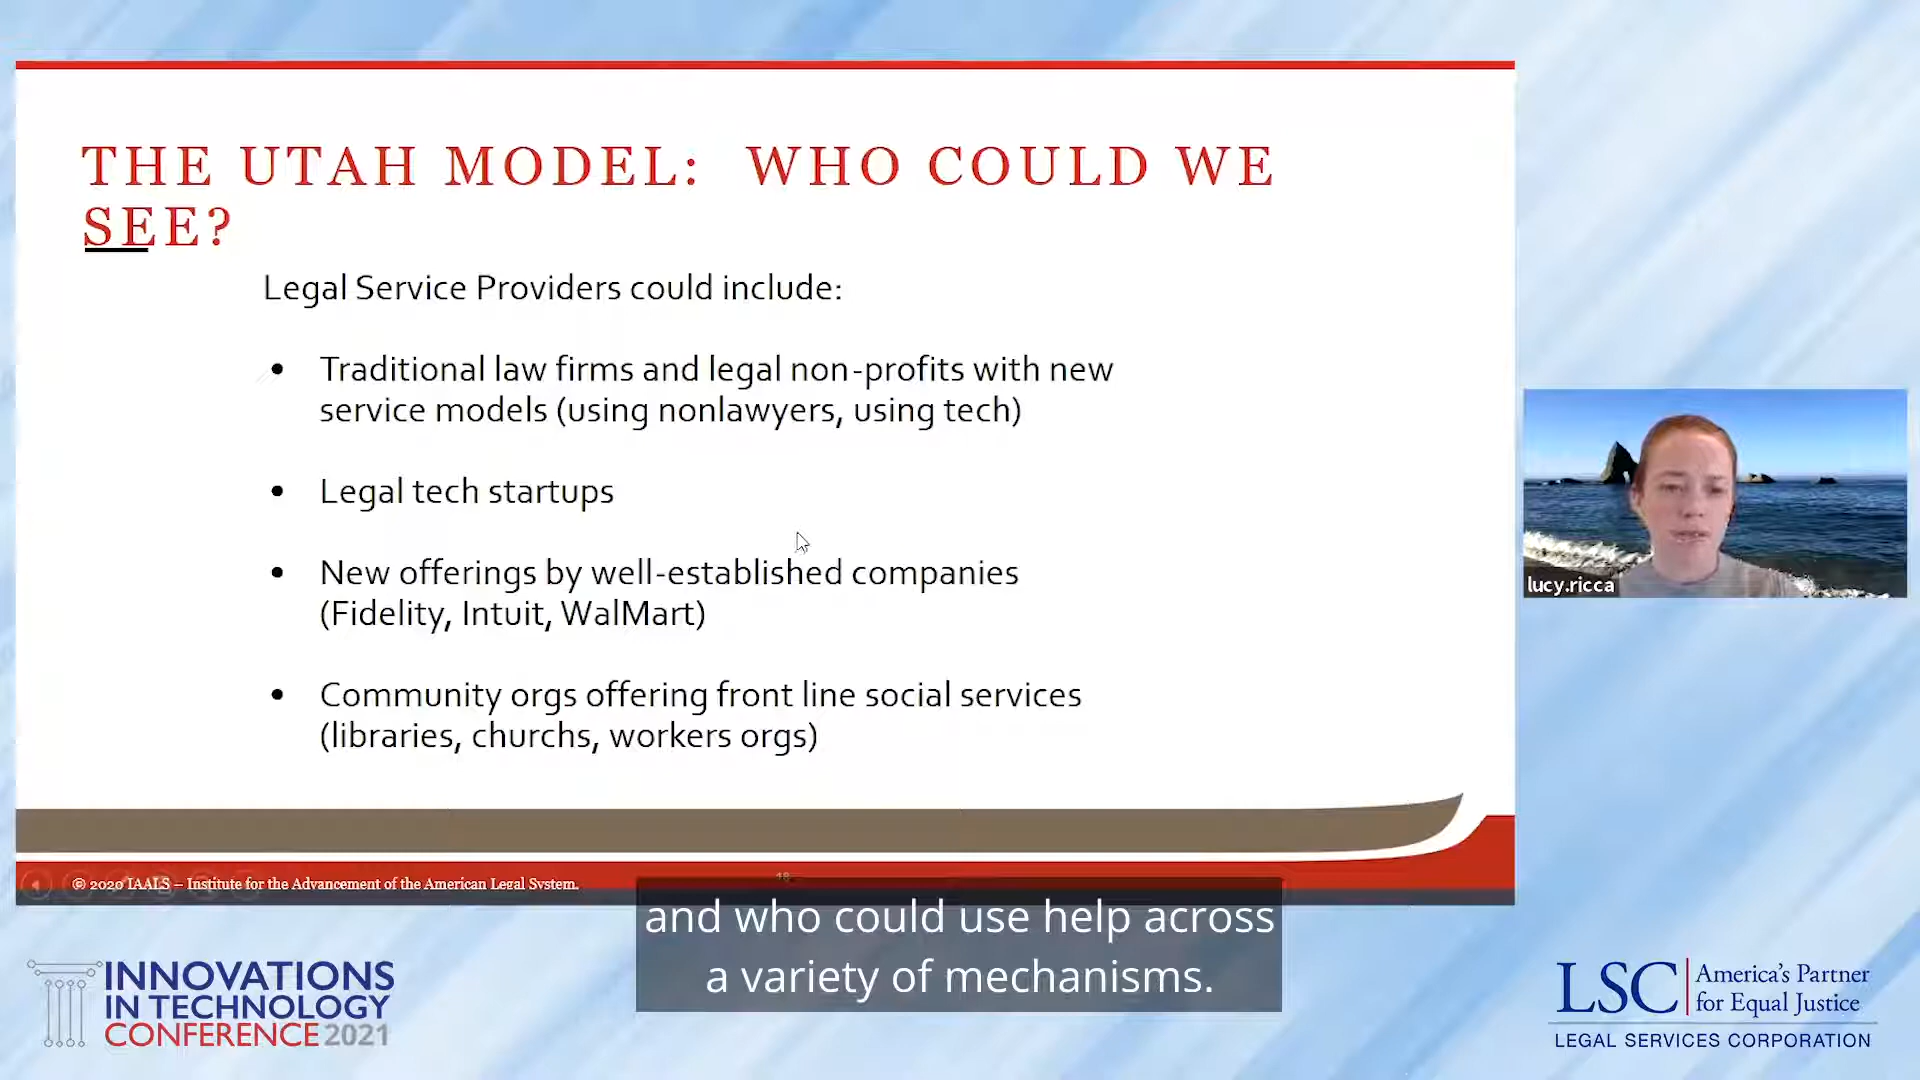 THE UTAH MODEL: WHO COULD WE
SEE?
Legal Service Providers could include:
• Traditional law firms and legal non-profits with new
service models (using nonlawyers, using tech)
• Legal tech startups
• New offerings by well-established companies
(Fidelity, Intuit, WalMart)
• Community orgs offering front line social services
(libraries, churchs, workers orgs)
lucy.ricca
© 2020 IAALS – Institute for the Advancement of the American Legal System.
and who could use help across
a variety of mechanisms.
INNOVATIONS
IN TECHNOLOGY
CONFERENCE 2021
LSC America's Partner
for Equal Justice
LEGAL SERVICES CORPORATION